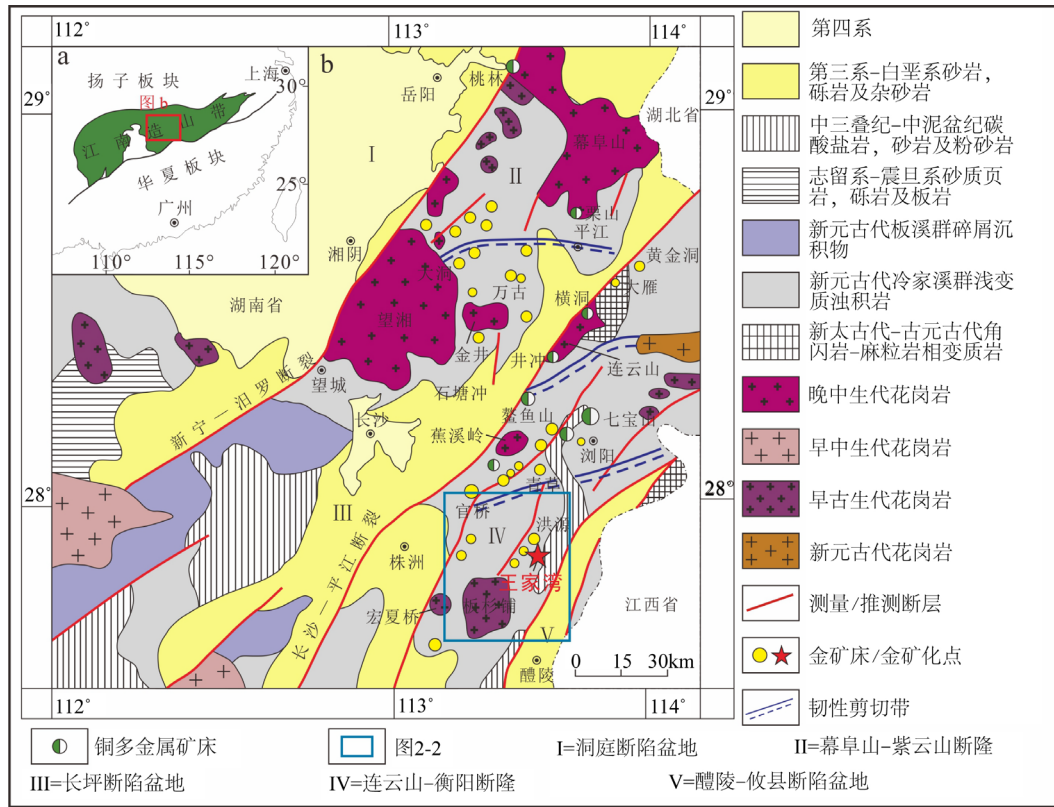 112°
113°
114°
a
扬子板块
上海
30°
图b
江南造山带
华夏板块
25°
广州
110°
115°
120°
b
29°
29°
28°
28°
桃林
岳阳
湖北省
幕阜山
I
II
栗山
平江
湘阴
大洞
黄金洞
大雁
万古
横洞
湖南省
望湘
金井
井冲
连云山
望城
石塘冲
新宁—汨罗断裂
长沙
鳌鱼山
七宝山
蕉溪岭
浏阳
青草
官桥
洪源
III
IV
长沙—平江断裂
株洲
王家湾
板杉铺
宏夏桥
江西省
V
醴陵
0 15 30km
112°
113°
114°
第四系
第三系–白垩系砂岩，
砾岩及杂砂岩
中三叠纪–中泥盆纪碳
酸盐岩，砂岩及粉砂岩
志留系–震旦系砂质页
岩，砾岩及板岩
新元古代板溪群碎屑沉
积物
新元古代冷家溪群浅变
质浊积岩
新太古代–古元古代角
闪岩–麻粒岩相变质岩
晚中生代花岗岩
早中生代花岗岩
早古生代花岗岩
新元古代花岗岩
测量/推测断层
金矿床/金矿化点
韧性剪切带
铜多金属矿床
图2-2
I=洞庭断陷盆地
II=幕阜山–紫云山断隆
III=长坪断陷盆地
IV=连云山–衡阳断隆
V=醴陵–攸县断陷盆地